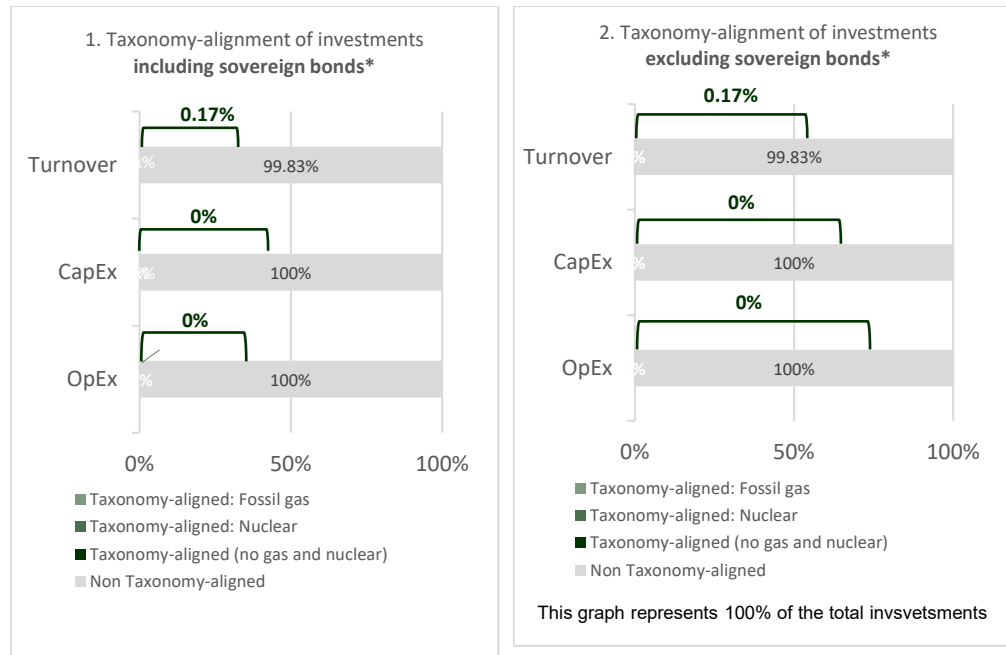 1. Taxonomy-alignment of investments
including sovereign bonds*
0.17%
Turnover
99.83%
0%
CapEx
100%
0%
OpEx
100%
0% 50% 100%
Taxonomy-aligned: Fossil gas
Taxonomy-aligned: Nuclear
Taxonomy-aligned (no gas and nuclear)
Non Taxonomy-aligned
2. Taxonomy-alignment of investments
excluding sovereign bonds*
0.17%
Turnover
99.83%
0%
CapEx
100%
0%
OpEx
100%
0% 50% 100%
Taxonomy-aligned: Fossil gas
Taxonomy-aligned: Nuclear
Taxonomy-aligned (no gas and nuclear)
Non Taxonomy-aligned
This graph represents 100% of the total invsvetsments